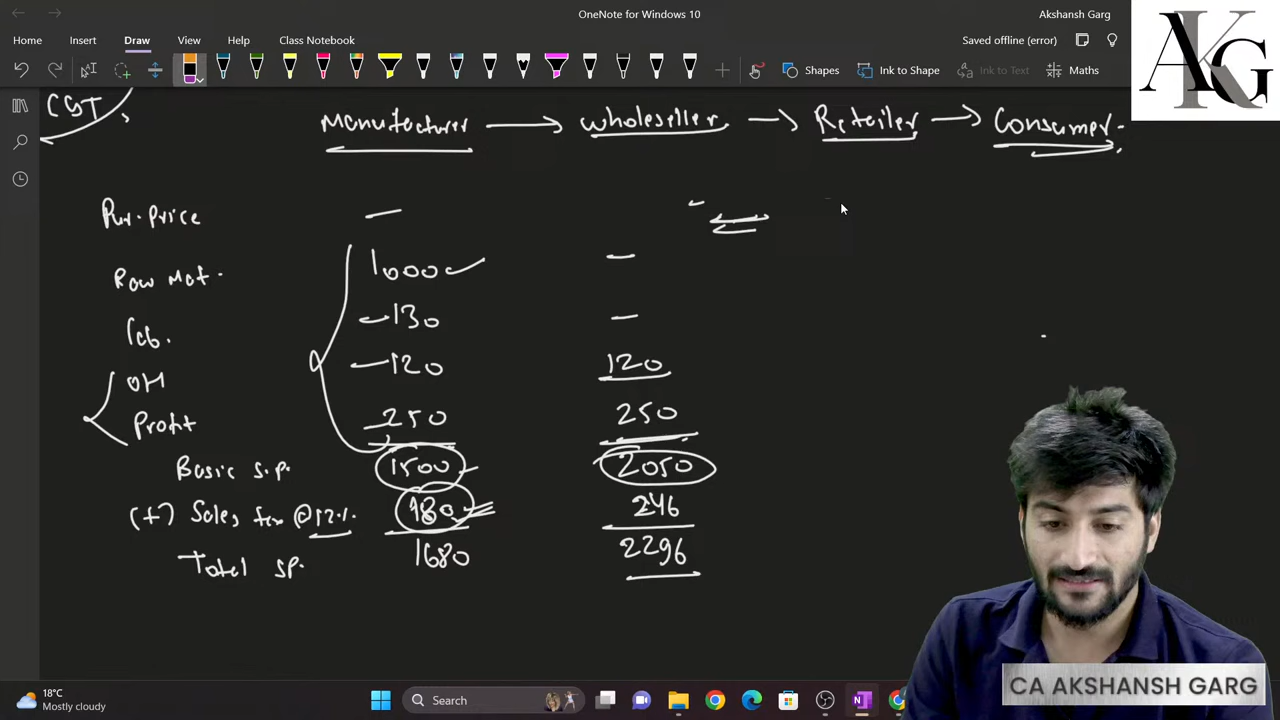 OneNote for Windows 10
Akshansh Garg
Home Insert Draw View Help Class Notebook
Saved offline (error)
Shapes Ink to Shape Ink to Text Maths
AKG
CGT,
Manufacturer → wholeseller → Retailer → Consumer.
Pur. Price —
Raw Mat. 1000 —
Lab. 130 —
OH 120 120
Profit 250 250
Basic S.P. 1500 2050
(+) Sales tax @12%. 180 246
Total SP. 1680 2296
CA AKSHANSH GARG
18°C
Mostly cloudy
Search